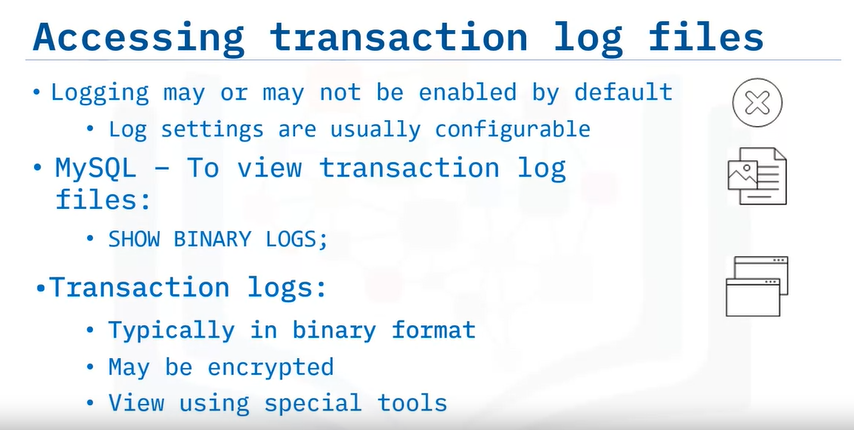 Accessing transaction log files
• Logging may or may not be enabled by default
• Log settings are usually configurable
• MySQL – To view transaction log
files:
• SHOW BINARY LOGS;
•Transaction logs:
• Typically in binary format
• May be encrypted
• View using special tools